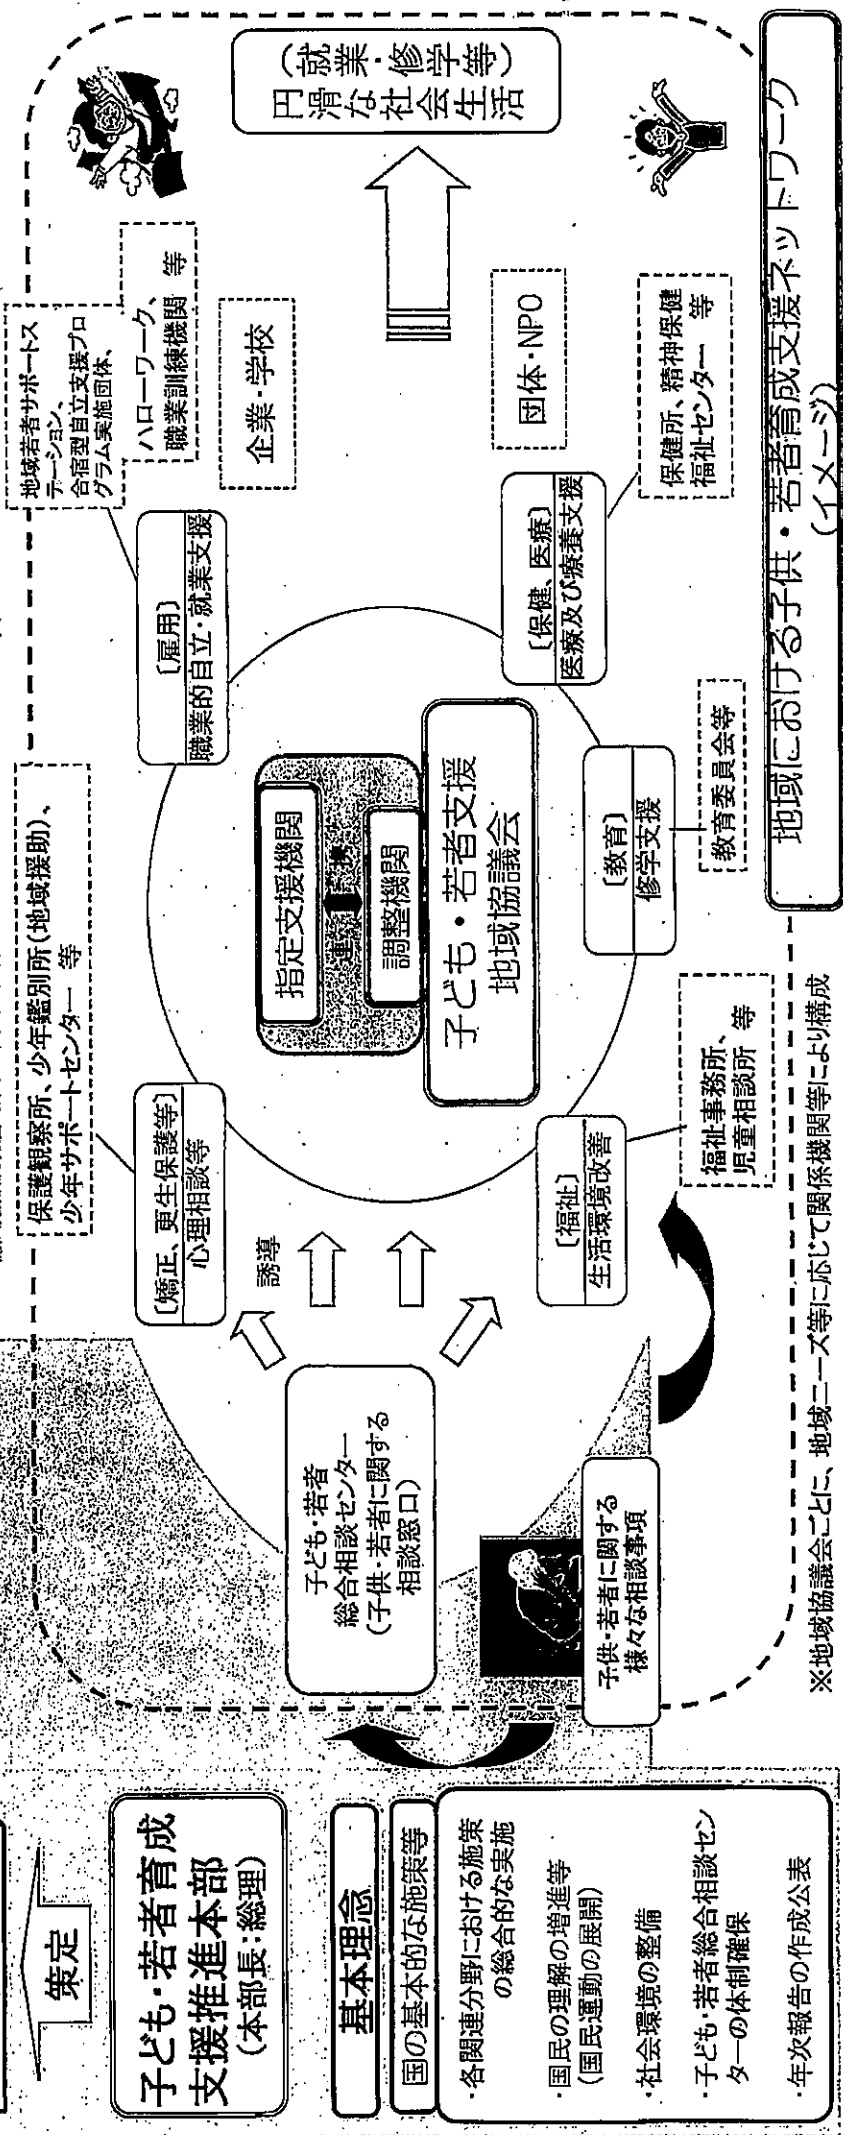 策定
子ども・若者育成
支援推進本部
(本部長:総理)
基本理念
国の基本的な施策等
・各関連分野における施策
の総合的な実施
・国民の理解の増進等
(国民運動の展開)
・社会環境の整備
・子ども・若者総合相談セン
ターの体制確保
・年次報告の作成公表
子ども・若者
総合相談センター
(子供・若者に関する
相談窓口)
子供・若者に関する
様々な相談事項
誘導
保護観察所、少年鑑別所(地域援助)、
少年サポートセンター 等
〔矯正、更生保護等〕
心理相談等
〔福祉〕
生活環境改善
福祉事務所、
児童相談所 等
指定支援機関
連携
調整機関
子ども・若者支援
地域協議会
〔教育〕
修学支援
教育委員会等
〔雇用〕
職業的自立・就業支援
地域若者サポートス
テーション、
合宿型自立支援プロ
グラム実施団体、
ハローワーク、
職業訓練機関 等
企業・学校
団体・NPO
〔保健、医療〕
医療及び療養支援
保健所、精神保健
福祉センター 等
(就業・修学等)
円滑な社会生活
※地域協議会ごとに、地域ニーズ等に応じて関係機関等により構成
地域における子供・若者育成支援ネットワーク
(イメージ)